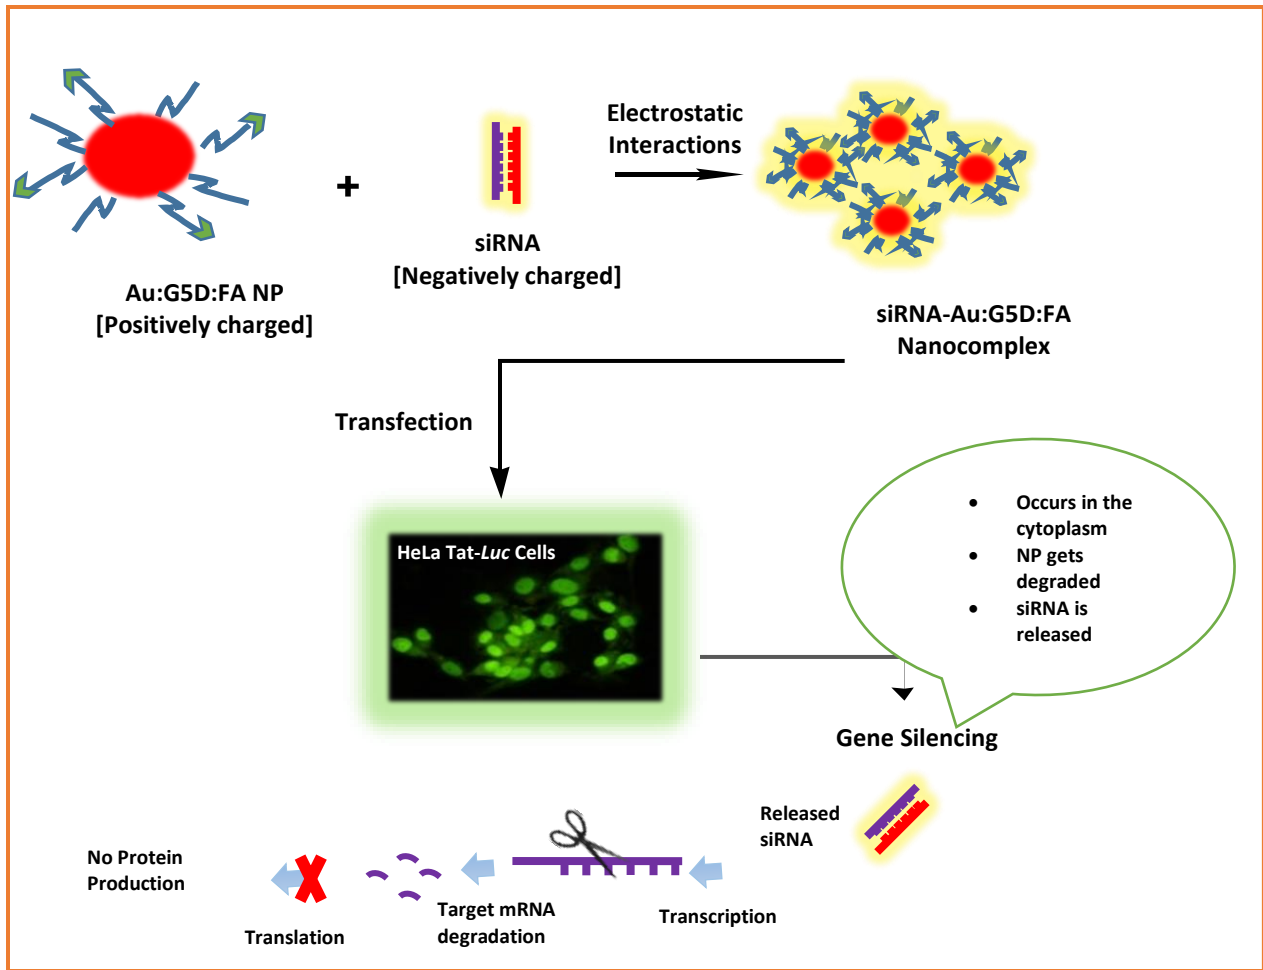 Electrostatic
Interactions
+
siRNA
[Negatively charged]
Au:G5D:FA NP
[Positively charged]
siRNA-Au:G5D:FA
Nanocomplex
Transfection
HeLa Tat-Luc Cells
• Occurs in the
cytoplasm
• NP gets
degraded
• siRNA is
released
Gene Silencing
Released
siRNA
No Protein
Production
Target mRNA
degradation
Transcription
Translation